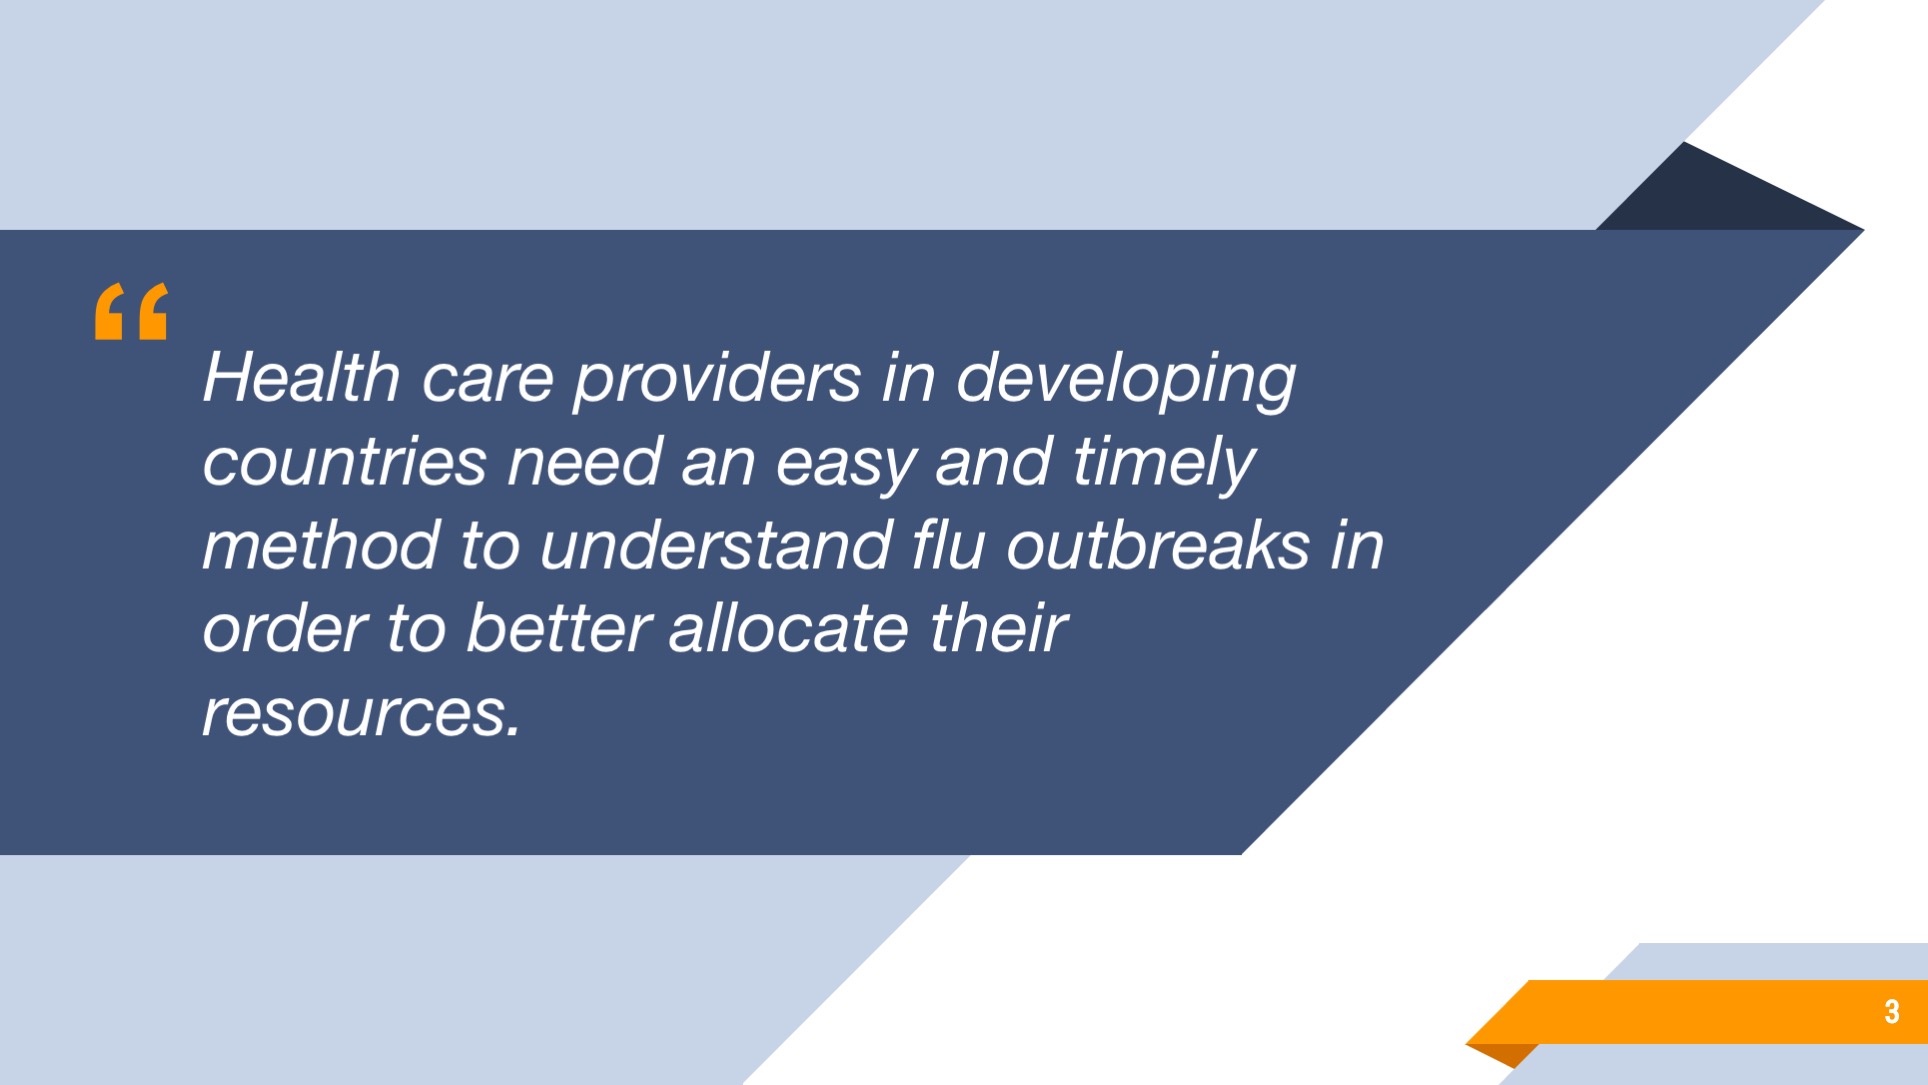 “
Health care providers in developing
countries need an easy and timely
method to understand flu outbreaks in
order to better allocate their
resources.
3